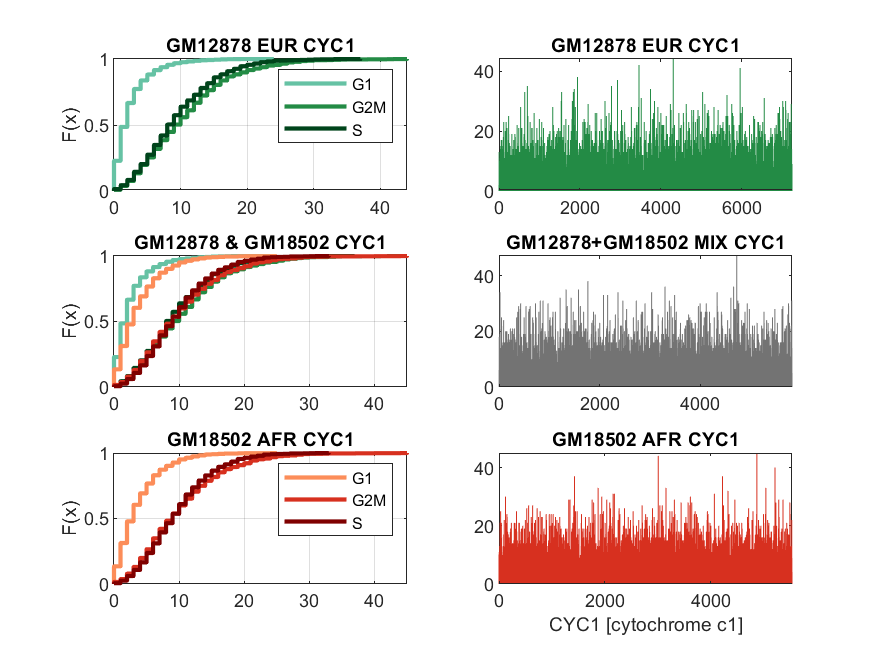 GM12878 EUR CYC1
1
0.5
0
F(x)
0 10 20 30 40
G1
G2M
S
GM12878 EUR CYC1
40
20
0
0 2000 4000 6000
GM12878 & GM18502 CYC1
1
0.5
0
F(x)
0 10 20 30 40
GM12878+GM18502 MIX CYC1
40
20
0
0 2000 4000
GM18502 AFR CYC1
1
0.5
0
F(x)
0 10 20 30 40
G1
G2M
S
GM18502 AFR CYC1
40
20
0
0 2000 4000
CYC1 [cytochrome c1]